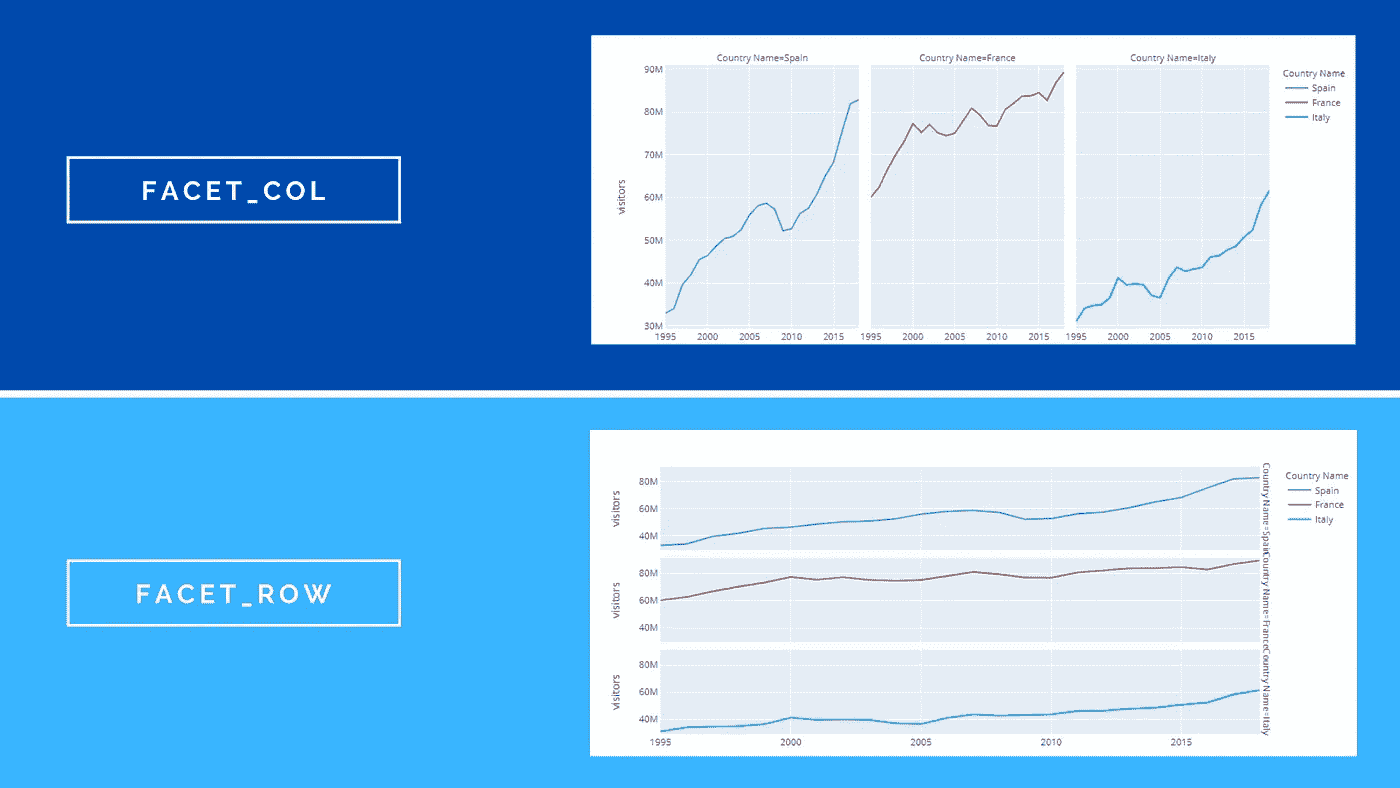 FACET_COL
Country Name=Spain Country Name=France Country Name=Italy
90M
80M
70M
60M
50M
40M
30M
visitors
1995 2000 2005 2010 2015 1995 2000 2005 2010 2015 1995 2000 2005 2010 2015
Country Name
Spain
France
Italy
FACET_ROW
80M
60M
40M
visitors
Country Name=Spain
80M
60M
40M
visitors
Country Name=France
80M
60M
40M
visitors
Country Name=Italy
1995 2000 2005 2010 2015
Country Name
Spain
France
Italy